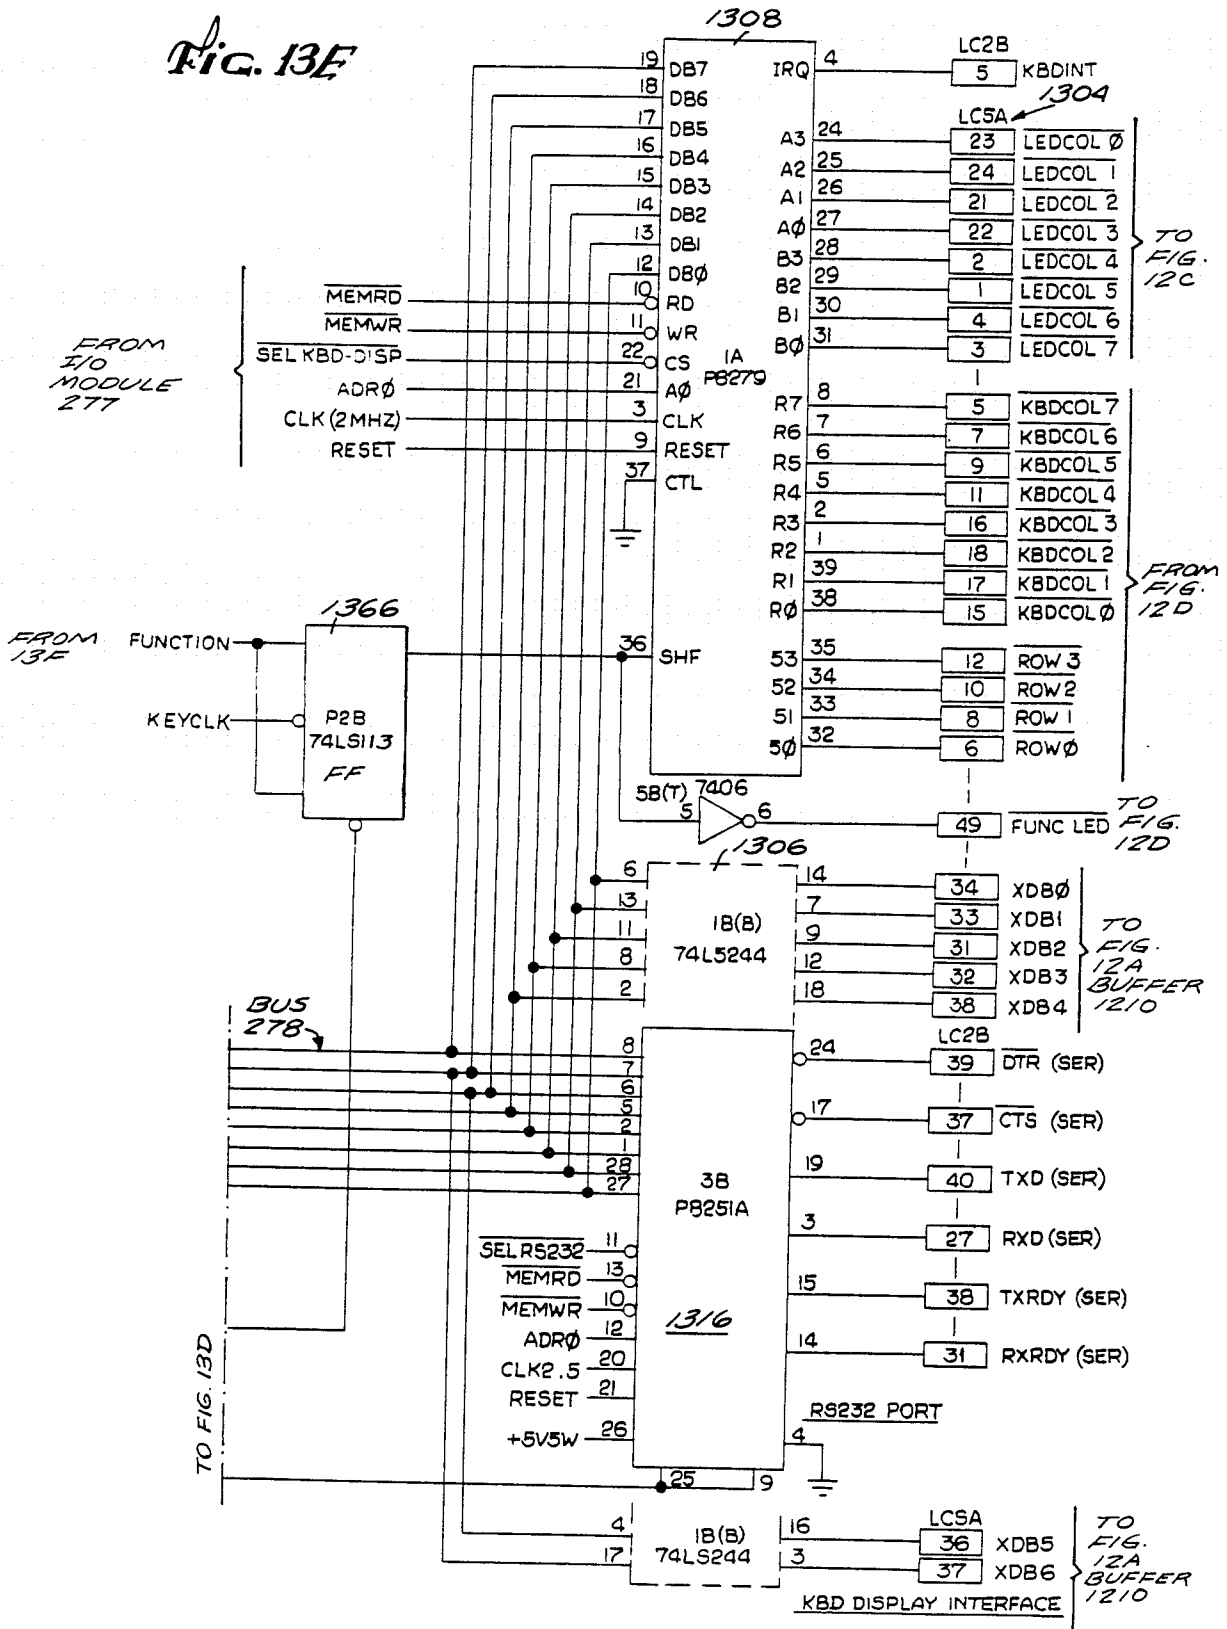 Fig. 13E
1308
19 DB7
18 DB6
17 DB5
16 DB4
15 DB3
14 DB2
13 DB1
12 DBØ
MEMRD 10 RD
MEMWR 11 WR
SEL KBD-DISP 22 CS
ADRØ 21 AØ
CLK (2MHZ) 3 CLK
RESET 9 RESET
37 CTL
FROM
I/O
MODULE
277
1A
P8279
LC2B
IRQ 4 5 KBDINT
1304
LC5A
A3 24 23 LEDCOL Ø
A2 25 24 LEDCOL 1
A1 26 21 LEDCOL 2
AØ 27 22 LEDCOL 3
B3 28 2 LEDCOL 4
B2 29 1 LEDCOL 5
B1 30 4 LEDCOL 6
BØ 31 3 LEDCOL 7
TO
FIG.
12C
R7 8 5 KBDCOL 7
R6 7 7 KBDCOL 6
R5 6 9 KBDCOL 5
R4 5 11 KBDCOL 4
R3 2 16 KBDCOL 3
R2 1 18 KBDCOL 2
R1 39 17 KBDCOL 1
RØ 38 15 KBDCOL Ø
S3 35 12 ROW 3
S2 34 10 ROW 2
S1 33 8 ROW 1
SØ 32 6 ROW Ø
FROM
FIG.
12D
1366
FROM
13F
FUNCTION
KEYCLK
P2B
74LS113
FF
36 SHF
5B(T) 7406
5 6 49 FUNC LED
TO
FIG.
12D
1306
6 14 34 XDBØ
13 7 33 XDB1
11 9 31 XDB2
8 12 32 XDB3
2 18 38 XDB4
1B(B)
74LS244
TO
FIG.
12A
BUFFER
1210
BUS
278
8
7
6
5
2
1
28
27
3B
P8251A
1316
SELRS232 11
MEMRD 13
MEMWR 10
ADRØ 12
CLK2.5 20
RESET 21
+5V5W 26
25 9
4
LC2B
24 39 DTR (SER)
17 37 CTS (SER)
19 40 TXD (SER)
3 27 RXD (SER)
15 38 TXRDY (SER)
14 31 RXRDY (SER)
RS232 PORT
TO FIG. 13D
4
17
1B(B)
74LS244
LC5A
16 36 XDB5
3 37 XDB6
TO
FIG.
12A
BUFFER
1210
KBD DISPLAY INTERFACE